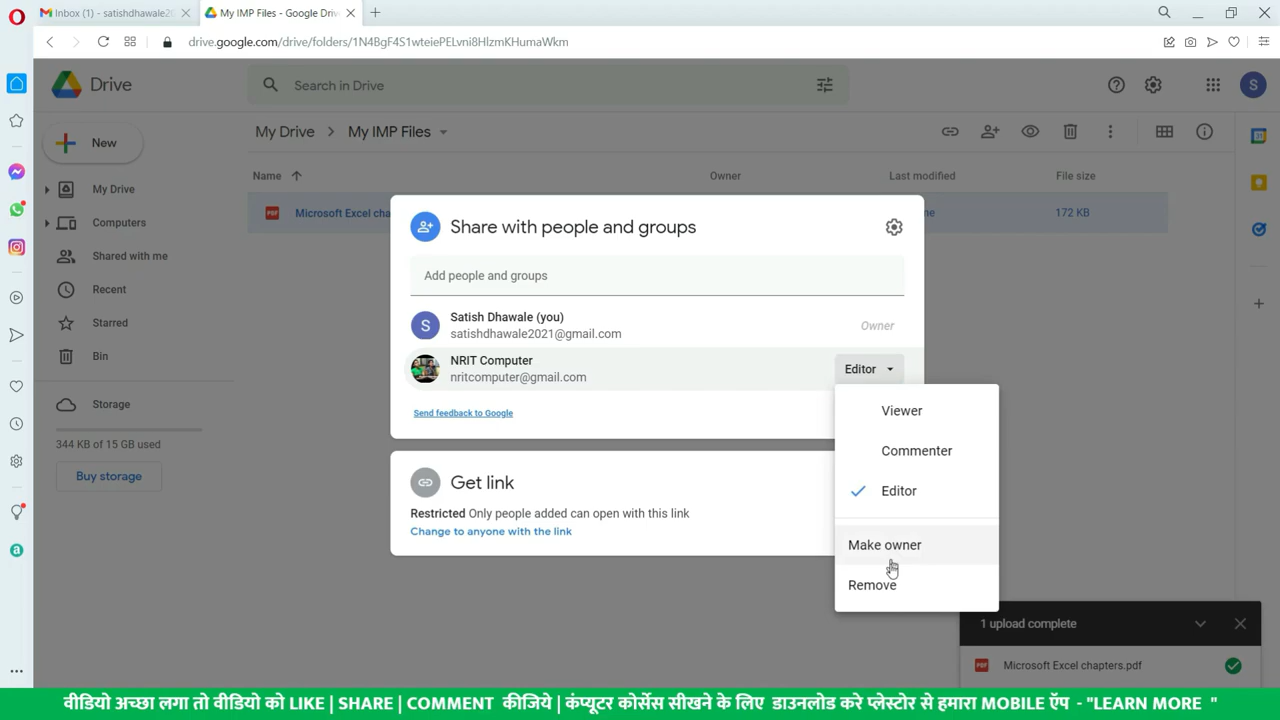 Inbox (1) - satishdhawale2
My IMP Files - Google Driv
drive.google.com/drive/folders/1N4BgF4S1wteiePELvni8HlzmKHumaWkm
Drive
Search in Drive
S
New
My Drive
My IMP Files
Name
Owner
Last modified
File size
My Drive
PDF
Microsoft Excel cha
me
172 KB
Computers
Shared with me
Recent
Starred
Bin
Storage
344 KB of 15 GB used
Buy storage
Share with people and groups
Add people and groups
S
Satish Dhawale (you)
satishdhawale2021@gmail.com
Owner
NRIT Computer
nritcomputer@gmail.com
Editor
Send feedback to Google
Viewer
Commenter
Editor
Make owner
Remove
Get link
Restricted Only people added can open with this link
Change to anyone with the link
1 upload complete
PDF
Microsoft Excel chapters.pdf
वीडियो अच्छा लगा तो वीडियो को LIKE | SHARE | COMMENT कीजिये | कंप्यूटर कोर्सेस सीखने के लिए डाउनलोड करे प्लेस्टोर से हमारा MOBILE ऍप - "LEARN MORE "